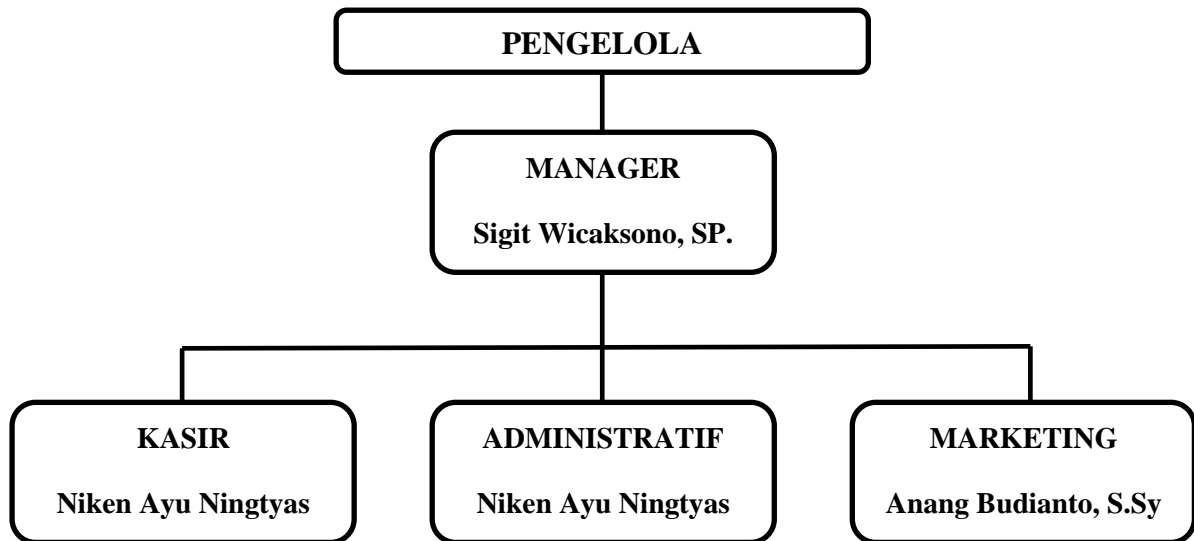 PENGELOLA
MANAGER
Sigit Wicaksono, SP.
KASIR
Niken Ayu Ningtyas
ADMINISTRATIF
Niken Ayu Ningtyas
MARKETING
Anang Budianto, S.Sy